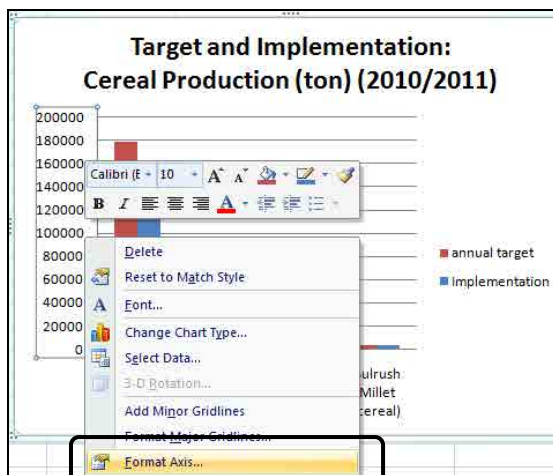 Target and Implementation:
Cereal Production (ton) (2010/2011)
200000
180000
160000
140000
120000
100000
80000
60000
40000
20000
0
Calibri (E 10 A A
B I A
Delete
Reset to Match Style
Font...
Change Chart Type...
Select Data...
3-D Rotation...
Add Minor Gridlines
Format Major Gridlines...
Format Axis...
annual target
Implementation
ulrush
Millet
ereal)